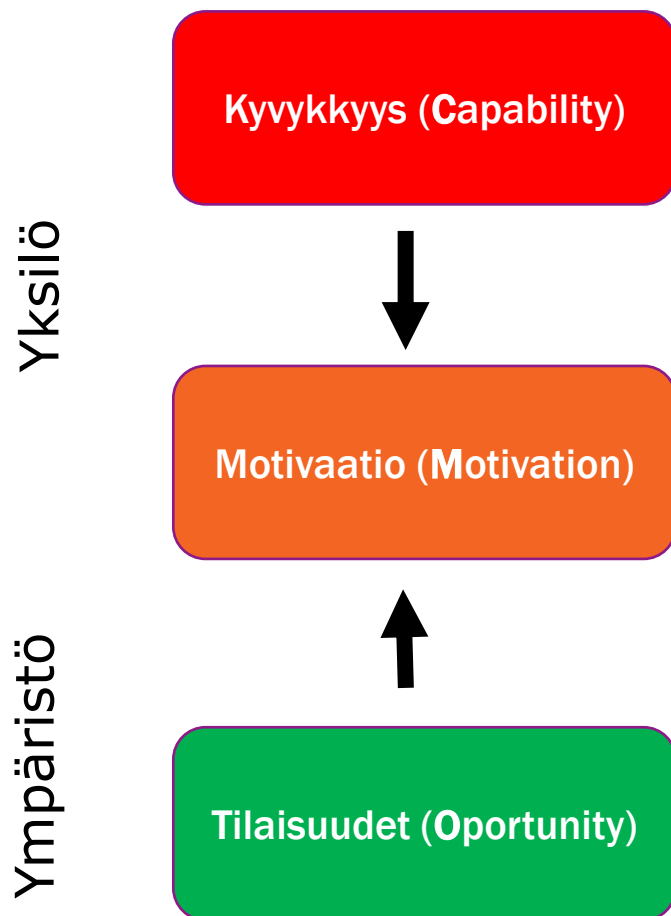 Kyvykkyys (Capability)
Yksilö
Motivaatio (Motivation)
Ympäristö
Tilaisuudet (Oportunity)